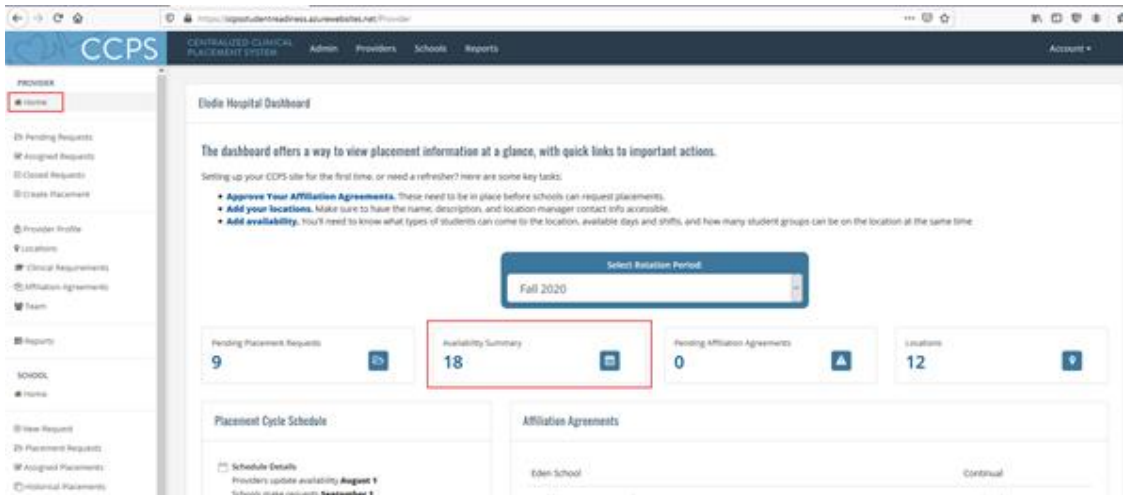 https://ccpsstudentreadiness.azurewebsites.net/Provider
CCPS
CENTRALIZED CLINICAL
PLACEMENT SYSTEM
Admin Providers Schools Reports
Account
PROVIDER
Home
Pending Requests
Assigned Requests
Closed Requests
Create Placement
Provider Profile
Locations
Clinical Requirements
Affiliation Agreements
Team
Reports
SCHOOL
Home
New Request
Placement Requests
Assigned Placements
Historical Placements
Elodie Hospital Dashboard
The dashboard offers a way to view placement information at a glance, with quick links to important actions.
Setting up your CCPS site for the first time, or need a refresher? Here are some key tasks:
• Approve Your Affiliation Agreements. These need to be in place before schools can request placements.
• Add your locations. Make sure to have the name, description, and location manager contact info accessible.
• Add availability. You'll need to know what types of students can come to the location, available days and shifts, and how many student groups can be on the location at the same time
Select Rotation Period
Fall 2020
Pending Placement Requests
9
Availability Summary
18
Pending Affiliation Agreements
0
Locations
12
Placement Cycle Schedule
Schedule Details
Providers update availability August 1
Schools make requests September 1
Affiliation Agreements
Eden School Continual